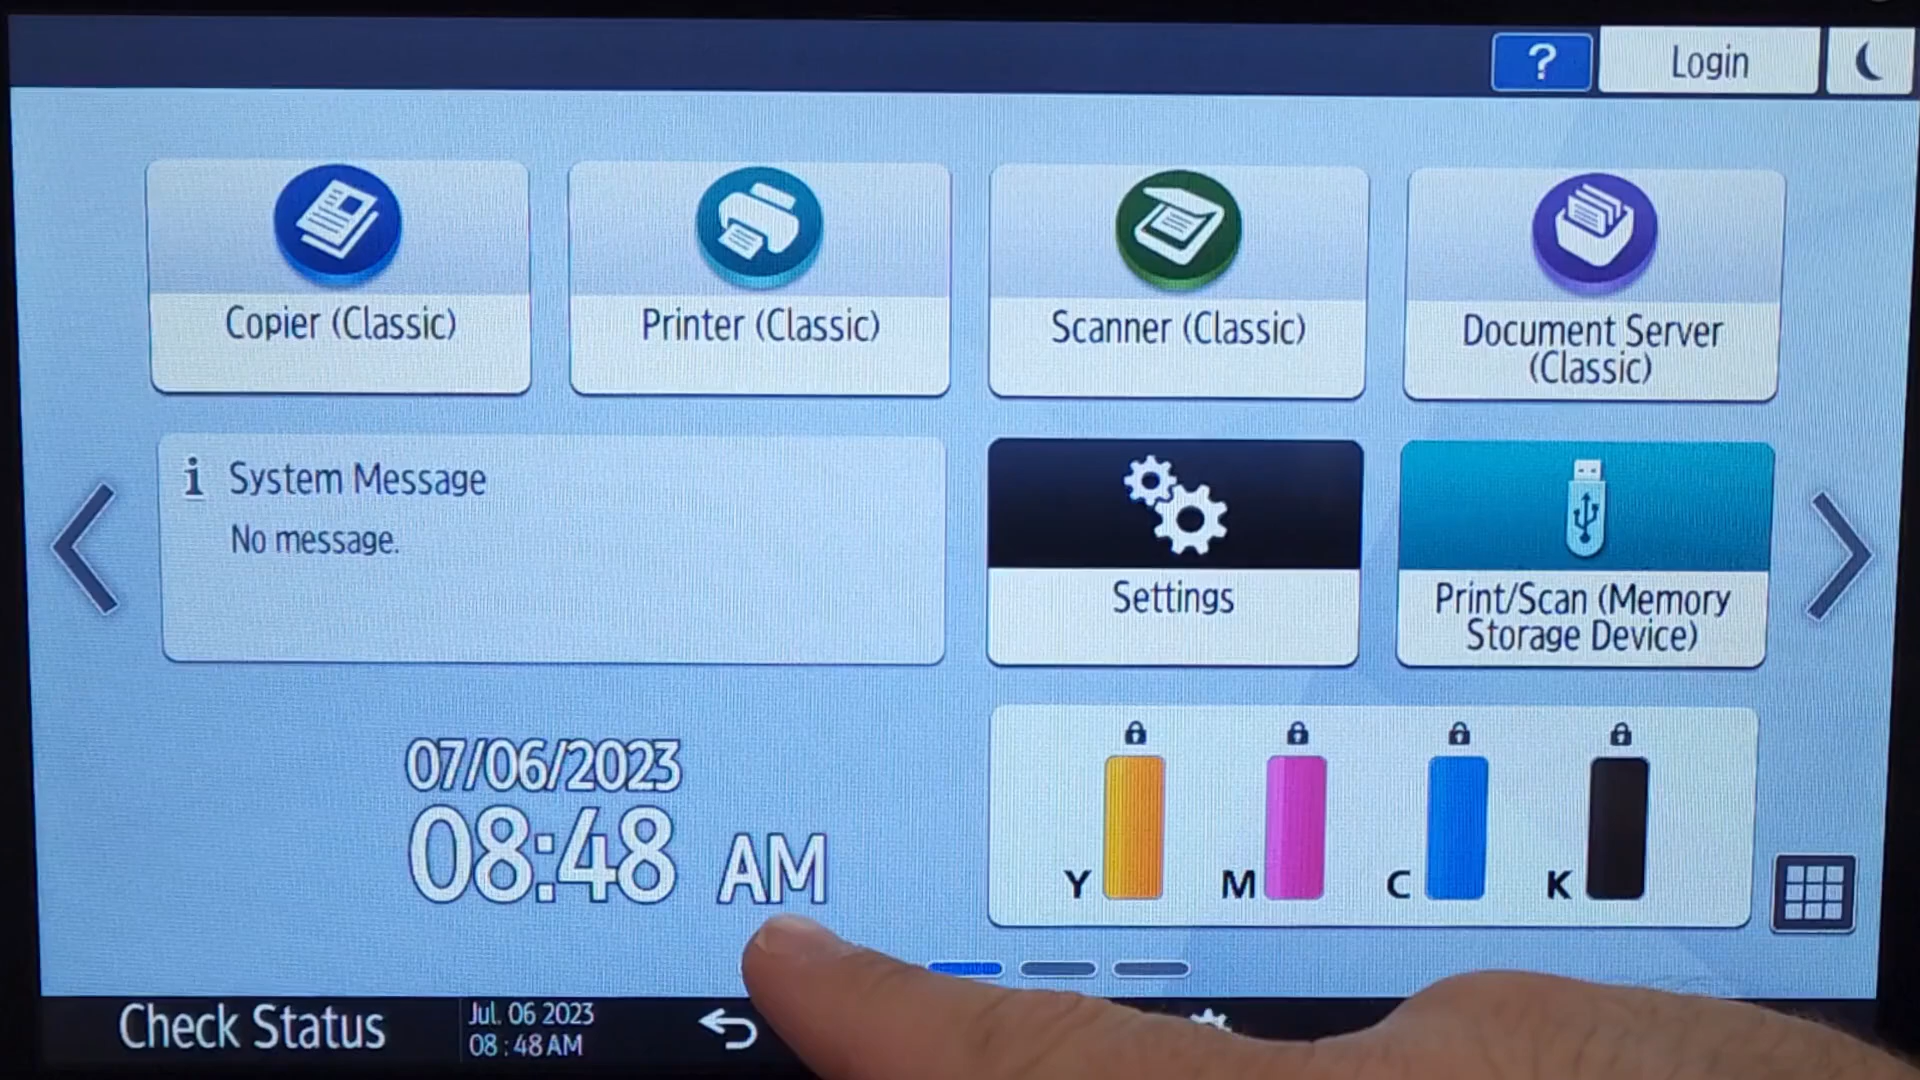 ?
Login
Copier (Classic)
Printer (Classic)
Scanner (Classic)
Document Server
(Classic)
i System Message
No message.
Settings
Print/Scan (Memory
Storage Device)
07/06/2023
08:48 AM
Y M C K
Check Status
Jul. 06 2023
08 : 48 AM